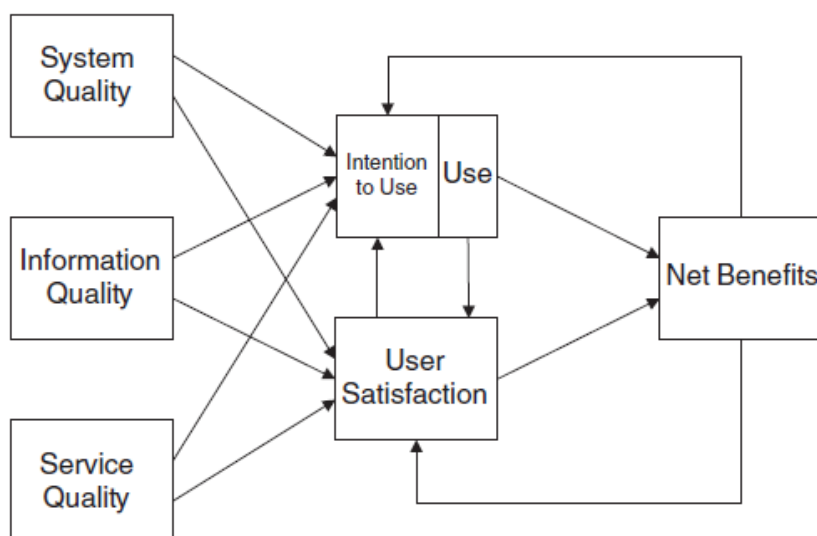 System
Quality
Intention
to Use
Use
Information
Quality
Net Benefits
User
Satisfaction
Service
Quality